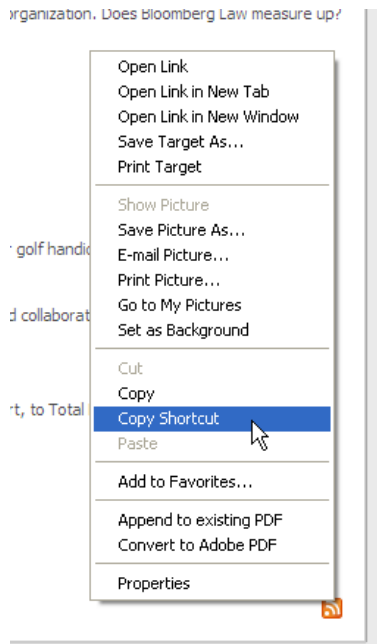 organization. Does Bloomberg Law measure up?
Open Link
Open Link in New Tab
Open Link in New Window
Save Target As...
Print Target
Show Picture
Save Picture As...
r golf handic
E-mail Picture...
Print Picture...
Go to My Pictures
d collaborat
Set as Background
Cut
Copy
rt, to Total
Copy Shortcut
Paste
Add to Favorites...
Append to existing PDF
Convert to Adobe PDF
Properties